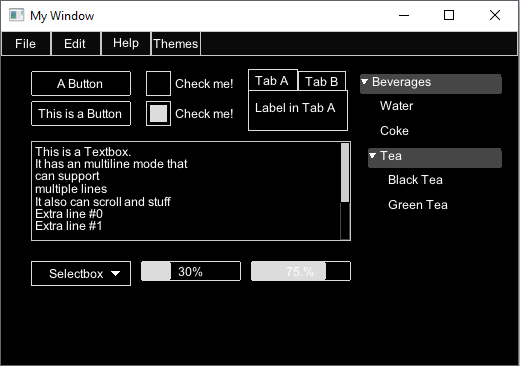 My Window
File Edit Help Themes
A Button
Check me!
Tab A Tab B
Beverages
This is a Button
Check me!
Label in Tab A
Water
Coke
Tea
Black Tea
Green Tea
This is a Textbox.
It has an multiline mode that
can support
multiple lines
It also can scroll and stuff
Extra line #0
Extra line #1
Selectbox
30%
75.%